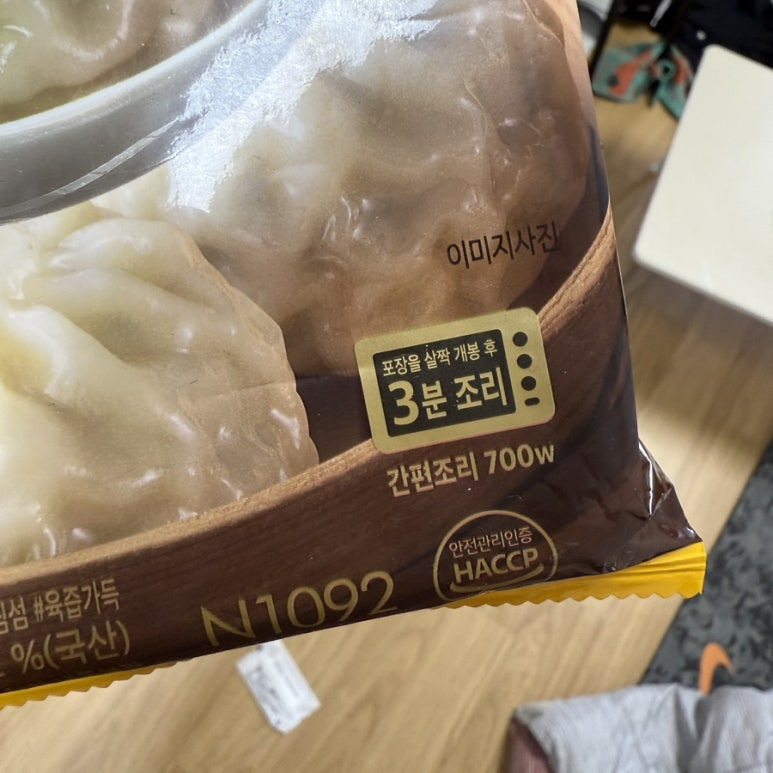 이미지사진
포장을 살짝 개봉 후
3분 조리
간편조리 700w
안전관리인증
HACCP
#육즙가득
N1092
%(국산)